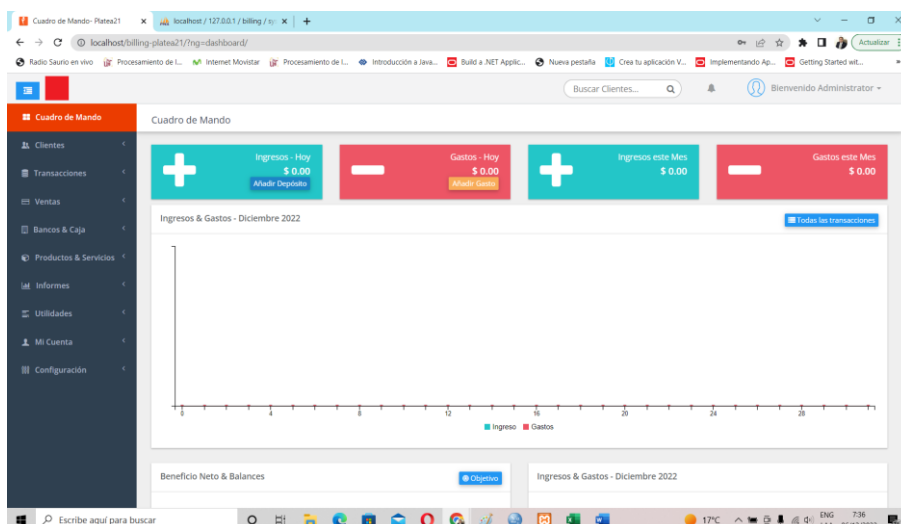 Cuadro de Mando- Platea21
localhost / 127.0.0.1 / billing / sy
localhost/billing-platea21/?ng=dashboard/
Actualizar
Radio Saurio en vivo
Procesamiento de l...
Internet Movistar
Procesamiento de l...
Introducción a Java...
Build a .NET Applic...
Nueva pestaña
Crea tu aplicación V...
Implementando Ap...
Getting Started wit...
Buscar Clientes...
Bienvenido Administrator
Cuadro de Mando
Clientes
Transacciones
Ventas
Bancos & Caja
Productos & Servicios
Informes
Utilidades
Mi Cuenta
Configuración
Cuadro de Mando
Ingresos - Hoy
$ 0.00
Añadir Depósito
Gastos - Hoy
$ 0.00
Añadir Gasto
Ingresos este Mes
$ 0.00
Gastos este Mes
$ 0.00
Ingresos & Gastos - Diciembre 2022
Todas las transacciones
0 4 8 12 16 20 24 28
Ingreso Gastos
Beneficio Neto & Balances
Objetivo
Ingresos & Gastos - Diciembre 2022
Escribe aquí para buscar
17°C
ENG
7:36